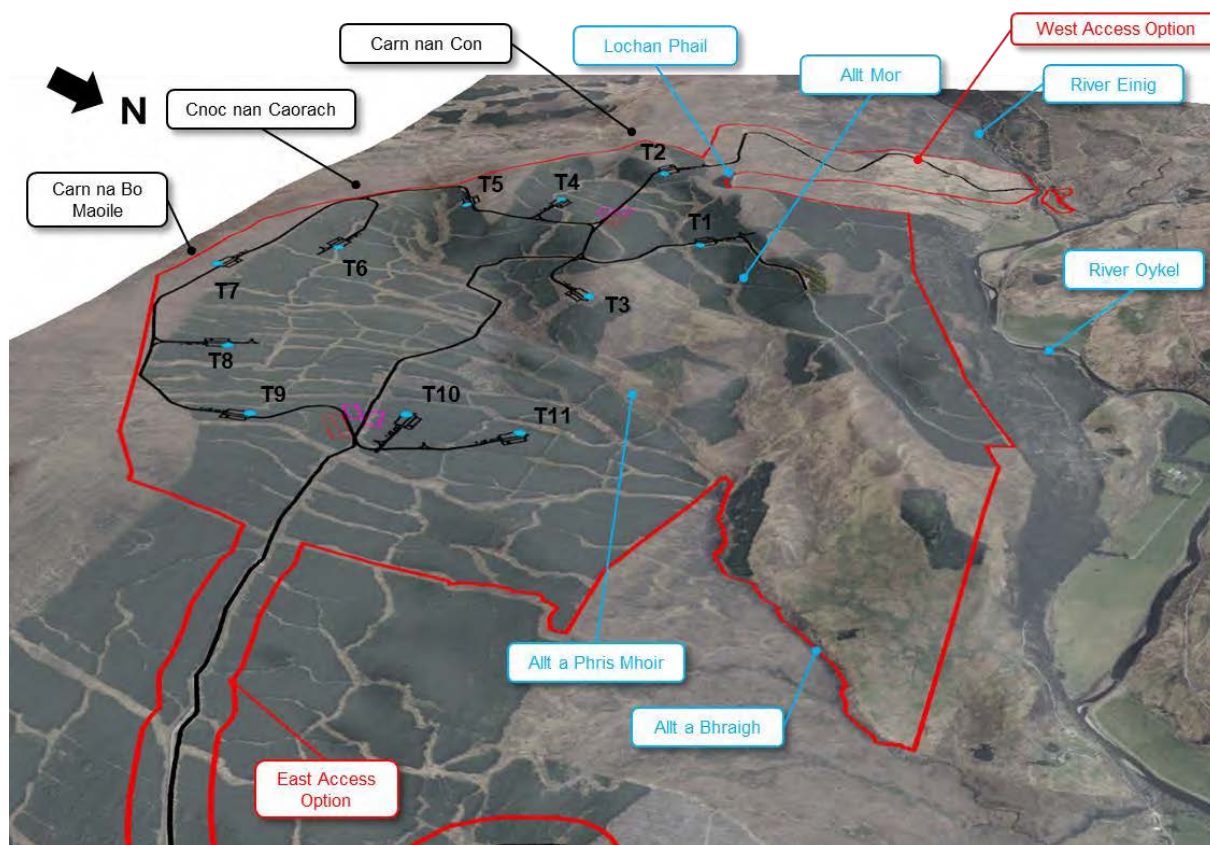 West Access Option
Carn nan Con
Lochan Phail
Allt Mor
River Einig
N
Cnoc nan Caorach
Carn na Bo
Maoile
T2
T5
T4
T1
T6
T7
T3
River Oykel
T8
T9
T10
T11
Allt a Phris Mhoir
Allt a Bhraigh
East Access
Option